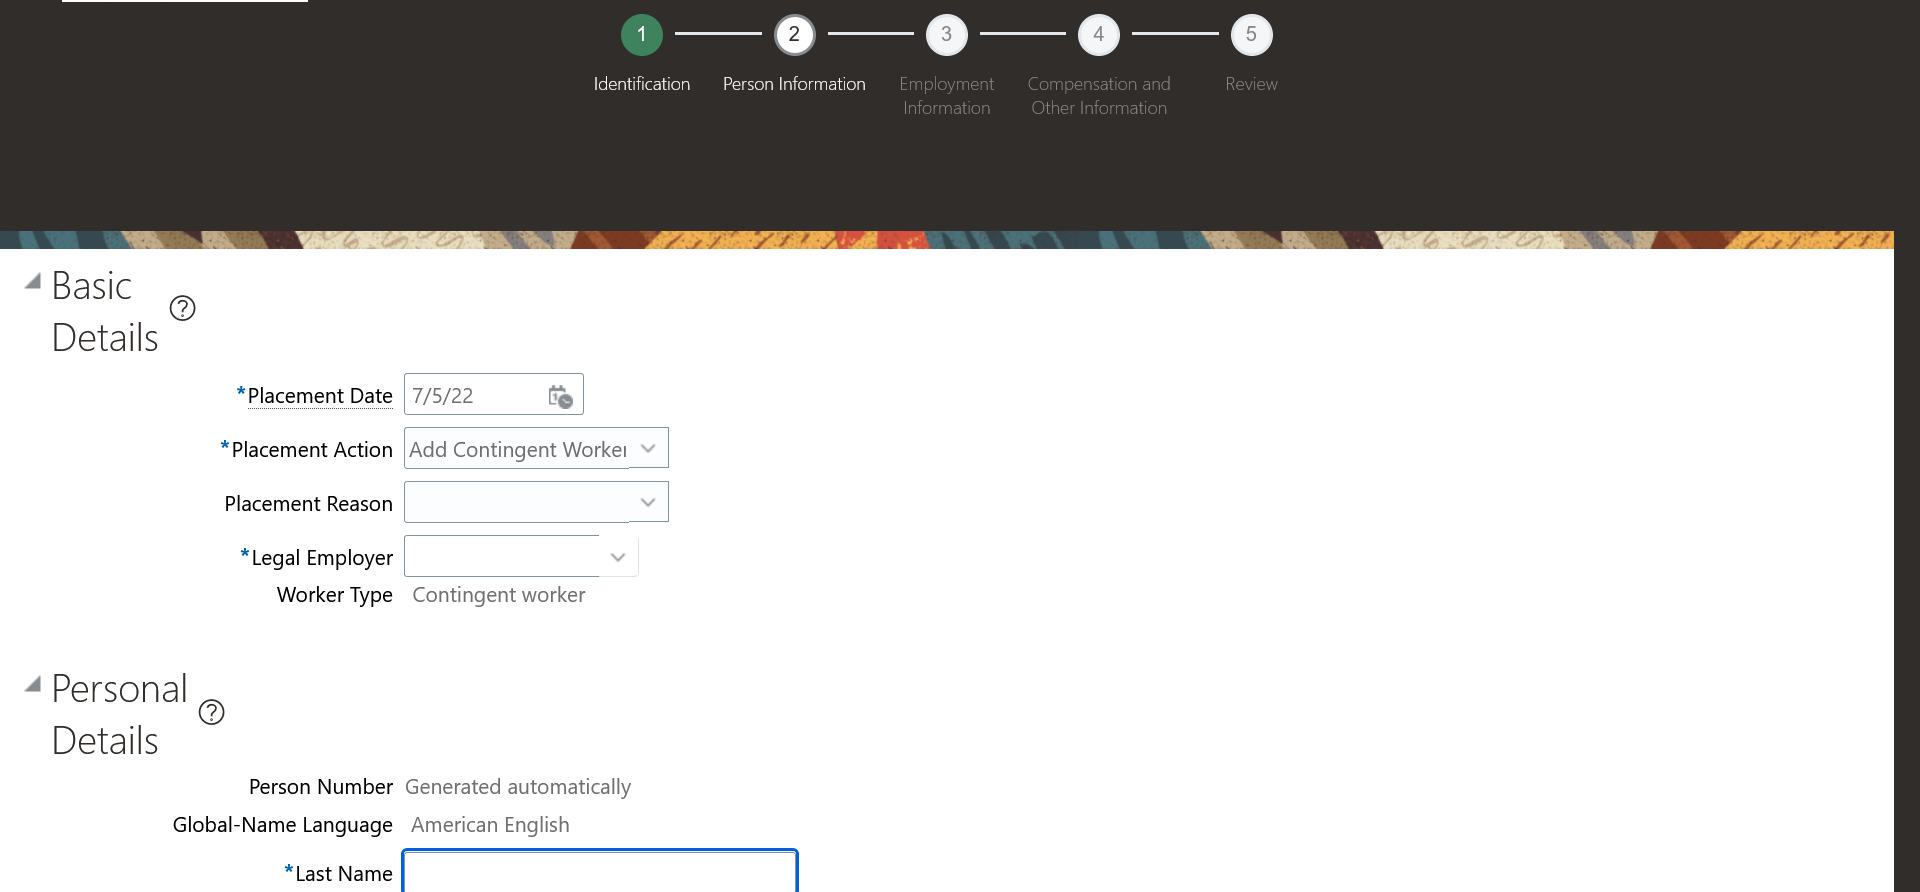 1
2
3
4
5
Identification
Person Information
Employment
Information
Compensation and
Other Information
Review
Basic
Details
?
*Placement Date 7/5/22
*Placement Action Add Contingent Worker
Placement Reason
*Legal Employer
Worker Type Contingent worker
Personal
Details
?
Person Number Generated automatically
Global-Name Language American English
*Last Name